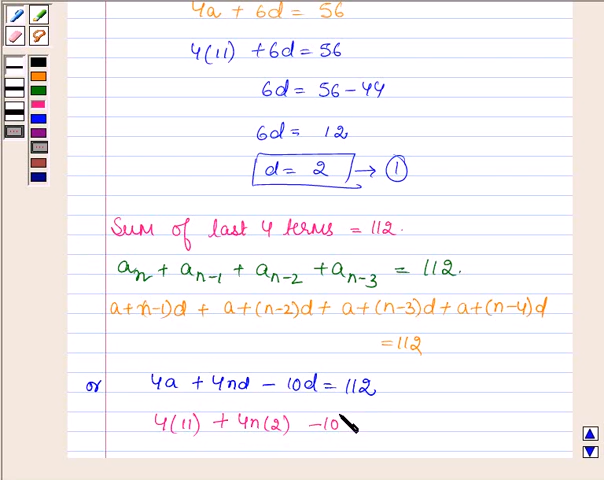 4a + 6d = 56
4(11) + 6d = 56
6d = 56 - 44
6d = 12
d = 2 → ①
Sum of last 4 terms = 112.
aₙ + aₙ₋₁ + aₙ₋₂ + aₙ₋₃ = 112.
a+(n-1)d + a+(n-2)d + a+(n-3)d + a+(n-4)d
= 112
or 4a + 4nd - 10d = 112
4(11) + 4n(2) - 10